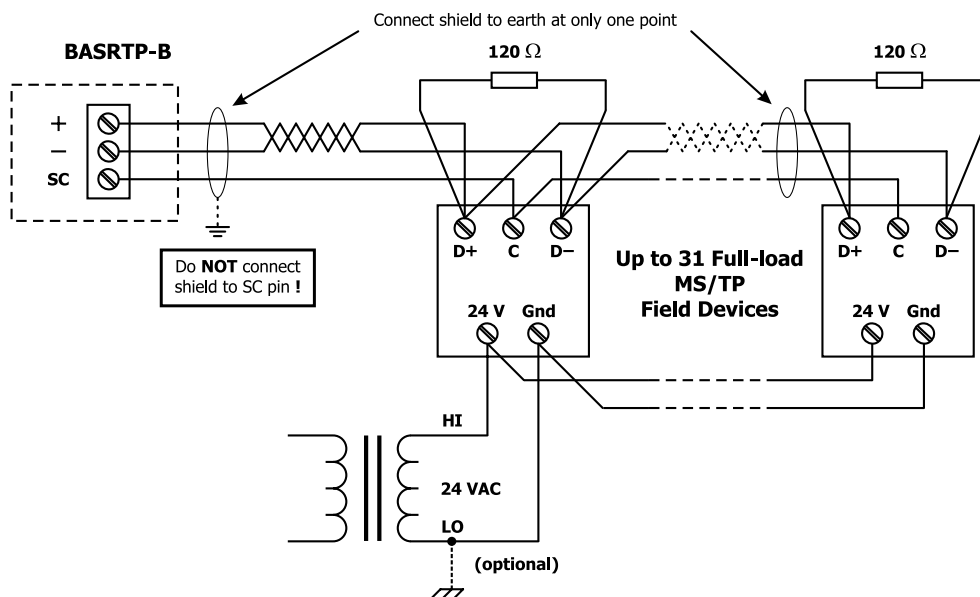 Connect shield to earth at only one point
BASRTP-B
120 Ω
120 Ω
+
−
SC
Do NOT connect
shield to SC pin !
D+ C D−
24 V Gnd
Up to 31 Full-load
MS/TP
Field Devices
D+ C D−
24 V Gnd
HI
24 VAC
LO
(optional)